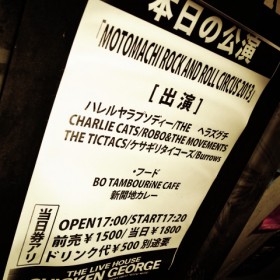 本日の公演
「MOTOMACHI ROCK AND ROLL CIRCUS 2013」
[出演]
ハレルヤラプソディー/THE ヘラズグチ
CHARLIE CATS/ROBO&THE MOVEMENTS
THE TICTACS/ケサギリタイコーズ/Burrows
・フード
BO TAMBOURiNE CAFE
新開地カレー
当日券アリ
OPEN17:00/START17:20
前売¥1500/当日¥1800
ドリンク代¥500別途要
THE LIVE HOUSE
CHICKEN GEORGE